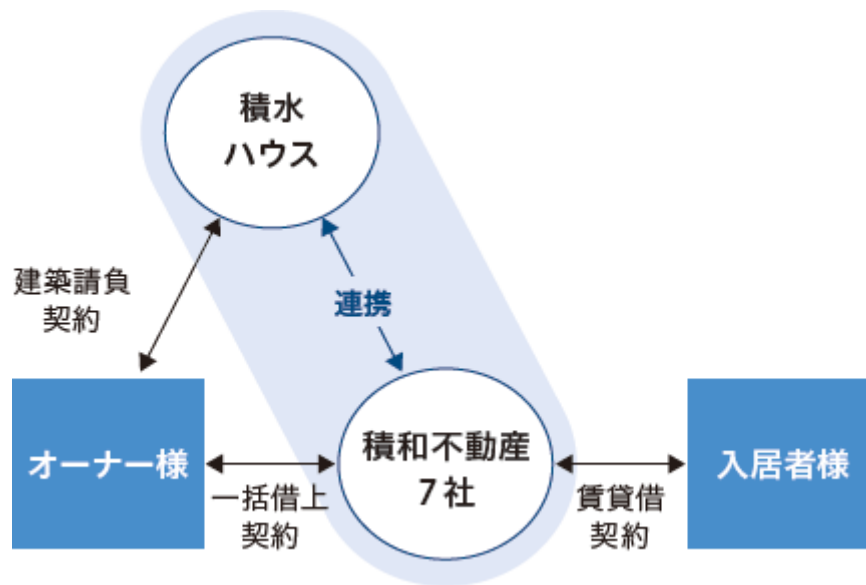 積水
ハウス
建築請負
契約
連携
オーナー様
一括借上
契約
積和不動産
7社
賃貸借
契約
入居者様